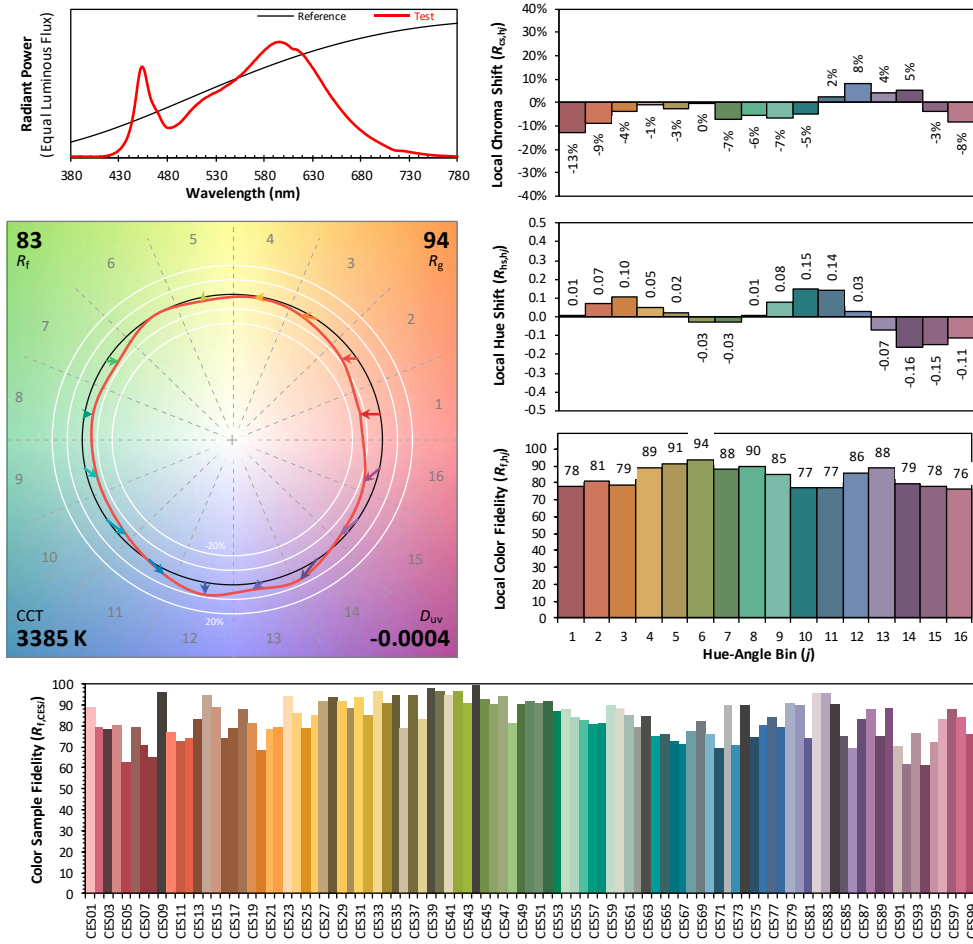 Reference
Test
Radiant Power
(Equal Luminous Flux)
380 430 480 530 580 630 680 730 780
Wavelength (nm)
Local Chroma Shift (Rcs,hj)
40%
30%
20%
10%
0%
-10%
-20%
-30%
-40%
-13% -9% -4% -1% -3% 0% -7% -6% -7% -5% 2% 8% 4% 5% -3% -8%
83
Rf
94
Rg
5 4
6 3
7 2
8 1
9 16
10 15
11 14
12 13
-20%
20%
CCT
3385 K
Duv
-0.0004
Local Hue Shift (Rhs,hj)
0.5
0.4
0.3
0.2
0.1
0.0
-0.1
-0.2
-0.3
-0.4
-0.5
0.01 0.07 0.10 0.05 0.02 -0.03 -0.03 0.01 0.08 0.15 0.14 0.03 -0.07 -0.16 -0.15 -0.11
Local Color Fidelity (Rf,hj)
100
90
80
70
60
50
40
30
20
10
0
78 81 79 89 91 94 88 90 85 77 77 86 88 79 78 76
1 2 3 4 5 6 7 8 9 10 11 12 13 14 15 16
Hue-Angle Bin (j)
Color Sample Fidelity (Rf,CESi)
100
90
80
70
60
50
40
30
20
10
0
CES01 CES03 CES05 CES07 CES09 CES11 CES13 CES15 CES17 CES19 CES21 CES23 CES25 CES27 CES29 CES31 CES33 CES35 CES37 CES39 CES41 CES43 CES45 CES47 CES49 CES51 CES53 CES55 CES57 CES59 CES61 CES63 CES65 CES67 CES69 CES71 CES73 CES75 CES77 CES79 CES81 CES83 CES85 CES87 CES89 CES91 CES93 CES95 CES97 CES99